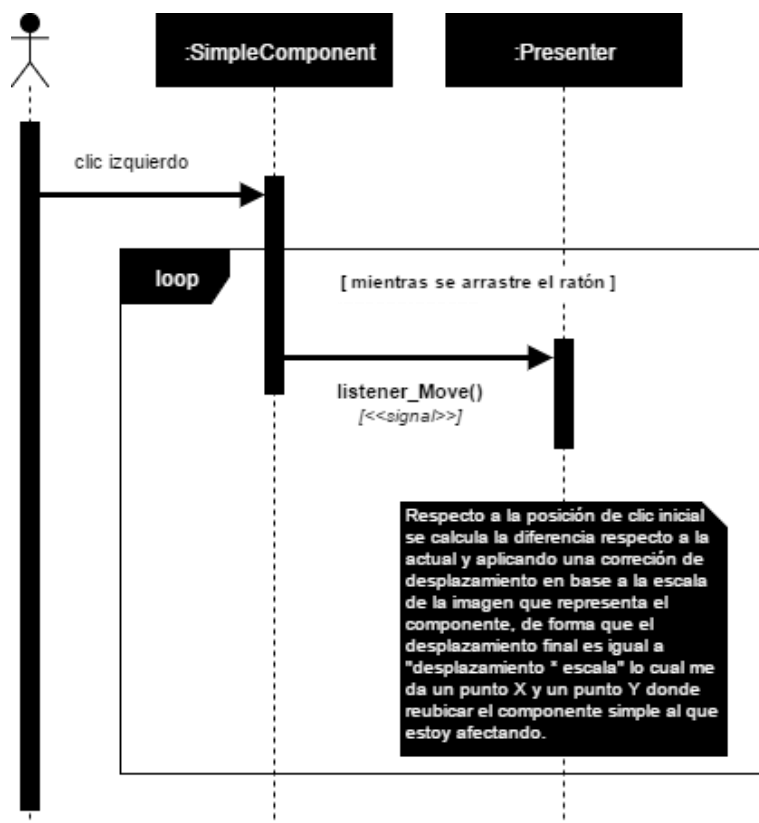 :SimpleComponent
:Presenter
clic izquierdo
loop
[ mientras se arrastre el ratón ]
listener_Move()
[<<signal>>]
Respecto a la posición de clic inicial
se calcula la diferencia respecto a la
actual y aplicando una correción de
desplazamiento en base a la escala
de la imagen que representa el
componente, de forma que el
desplazamiento final es igual a
"desplazamiento * escala" lo cual me
da un punto X y un punto Y donde
reubicar el componente simple al que
estoy afectando.